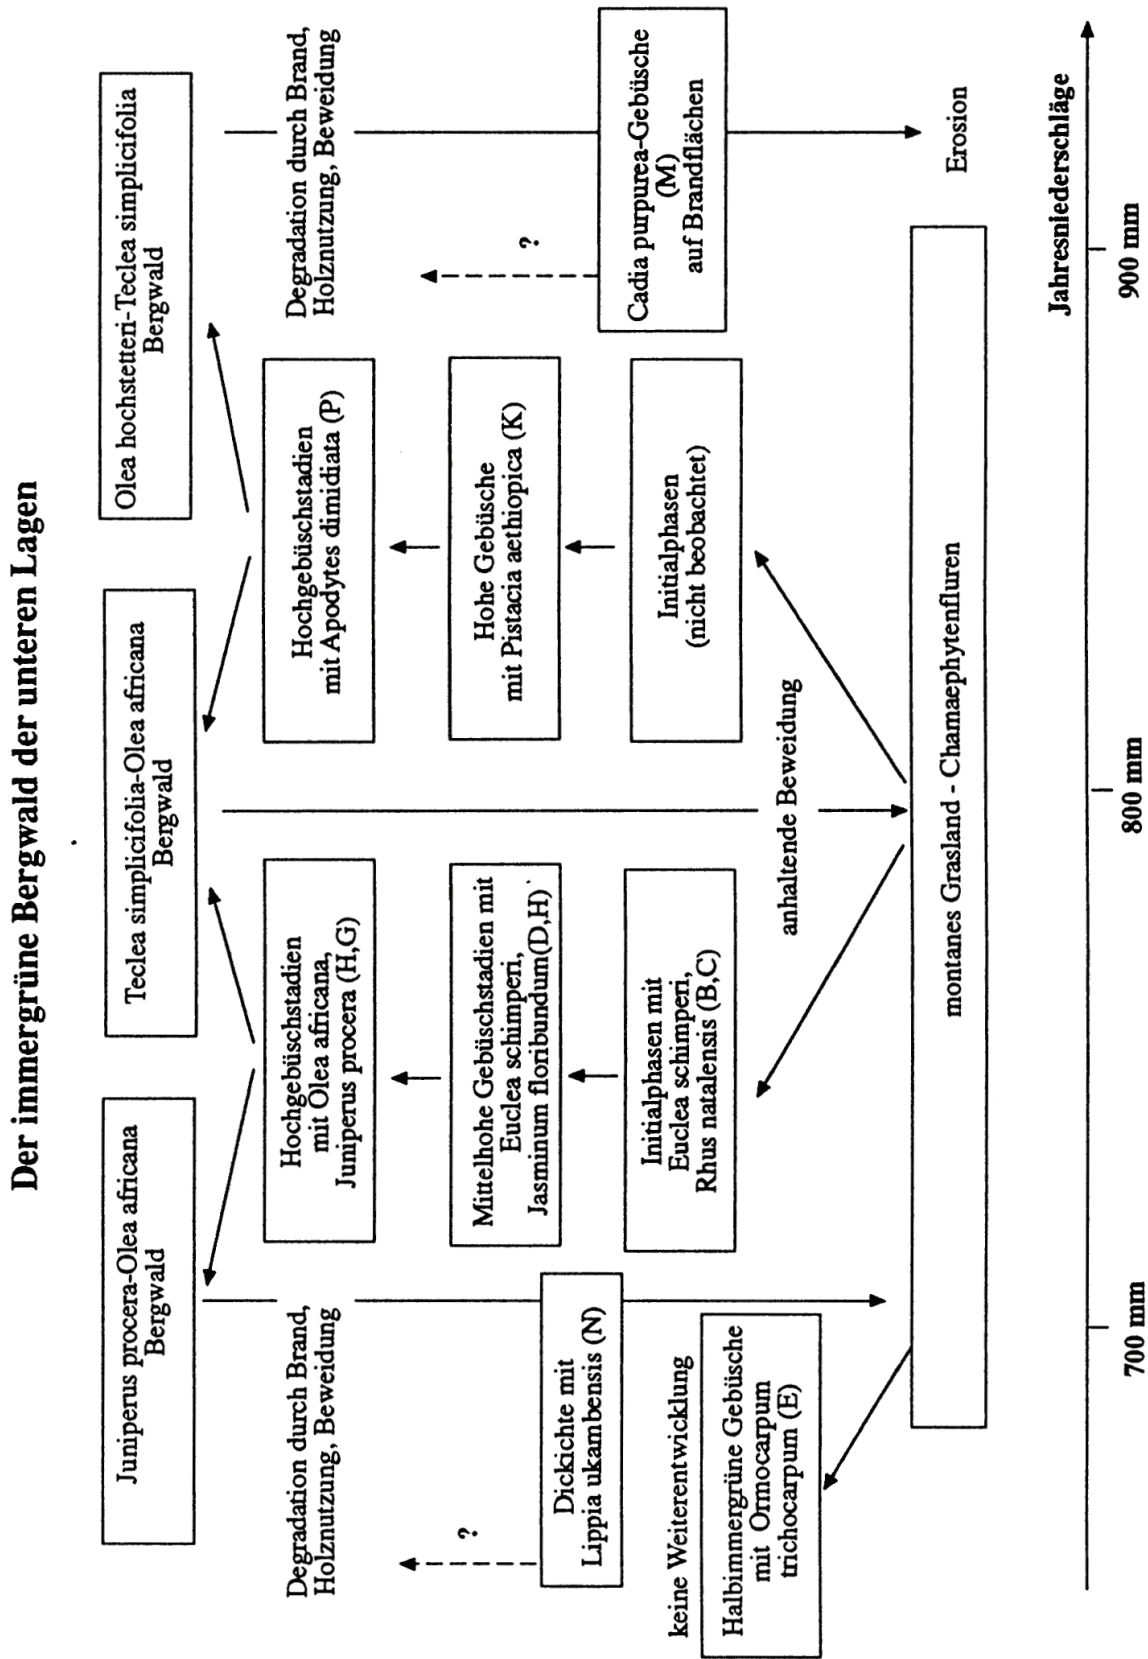 Der immergrüne Bergwald der unteren Lagen
Juniperus procera-Olea africana
Bergwald
Teclea simplicifolia-Olea africana
Bergwald
Olea hochstetteri-Teclea simplicifolia
Bergwald
Degradation durch Brand,
Holznutzung, Beweidung
Hochgebüschstadien
mit Olea africana,
Juniperus procera (H,G)
Hochgebüschstadien
mit Apodytes dimidiata (P)
Degradation durch Brand,
Holznutzung, Beweidung
?
Mittelhohe Gebüschstadien mit
Euclea schimperi,
Jasminum floribundum(D,H)
Hohe Gebüsche
mit Pistacia aethiopica (K)
?
Dickichte mit
Lippia ukambensis (N)
Initialphasen mit
Euclea schimperi,
Rhus natalensis (B,C)
Initialphasen
(nicht beobachtet)
Cadia purpurea-Gebüsche
(M)
auf Brandflächen
keine Weiterentwicklung
Halbimmergrüne Gebüsche
mit Ormocarpum
trichocarpum (E)
anhaltende Beweidung
montanes Grasland - Chamaephytenfluren
Erosion
Jahresniederschläge
700 mm
800 mm
900 mm